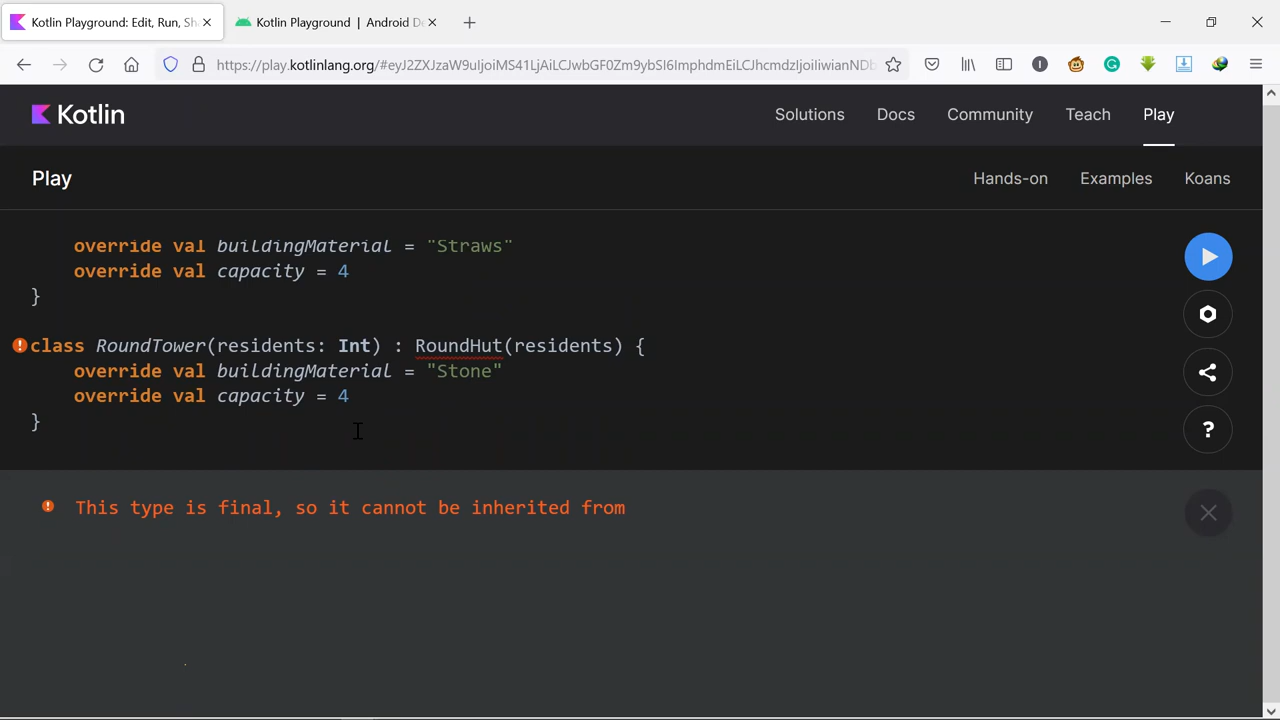 Kotlin Playground: Edit, Run, Sh
Kotlin Playground | Android De
https://play.kotlinlang.org/#eyJ2ZXJzaW9uIjoiMS41LjAiLCJwbGF0Zm9ybSI6ImphdmEiLCJhcmdzIjoiIiwianNDb
Kotlin
Solutions Docs Community Teach Play
Play
Hands-on Examples Koans
override val buildingMaterial = "Straws"
override val capacity = 4
}
class RoundTower(residents: Int) : RoundHut(residents) {
override val buildingMaterial = "Stone"
override val capacity = 4
}
This type is final, so it cannot be inherited from